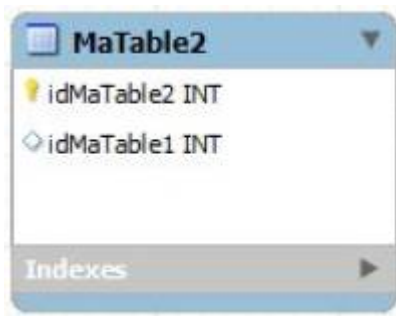 MaTable2
idMaTable2 INT
idMaTable1 INT
Indexes